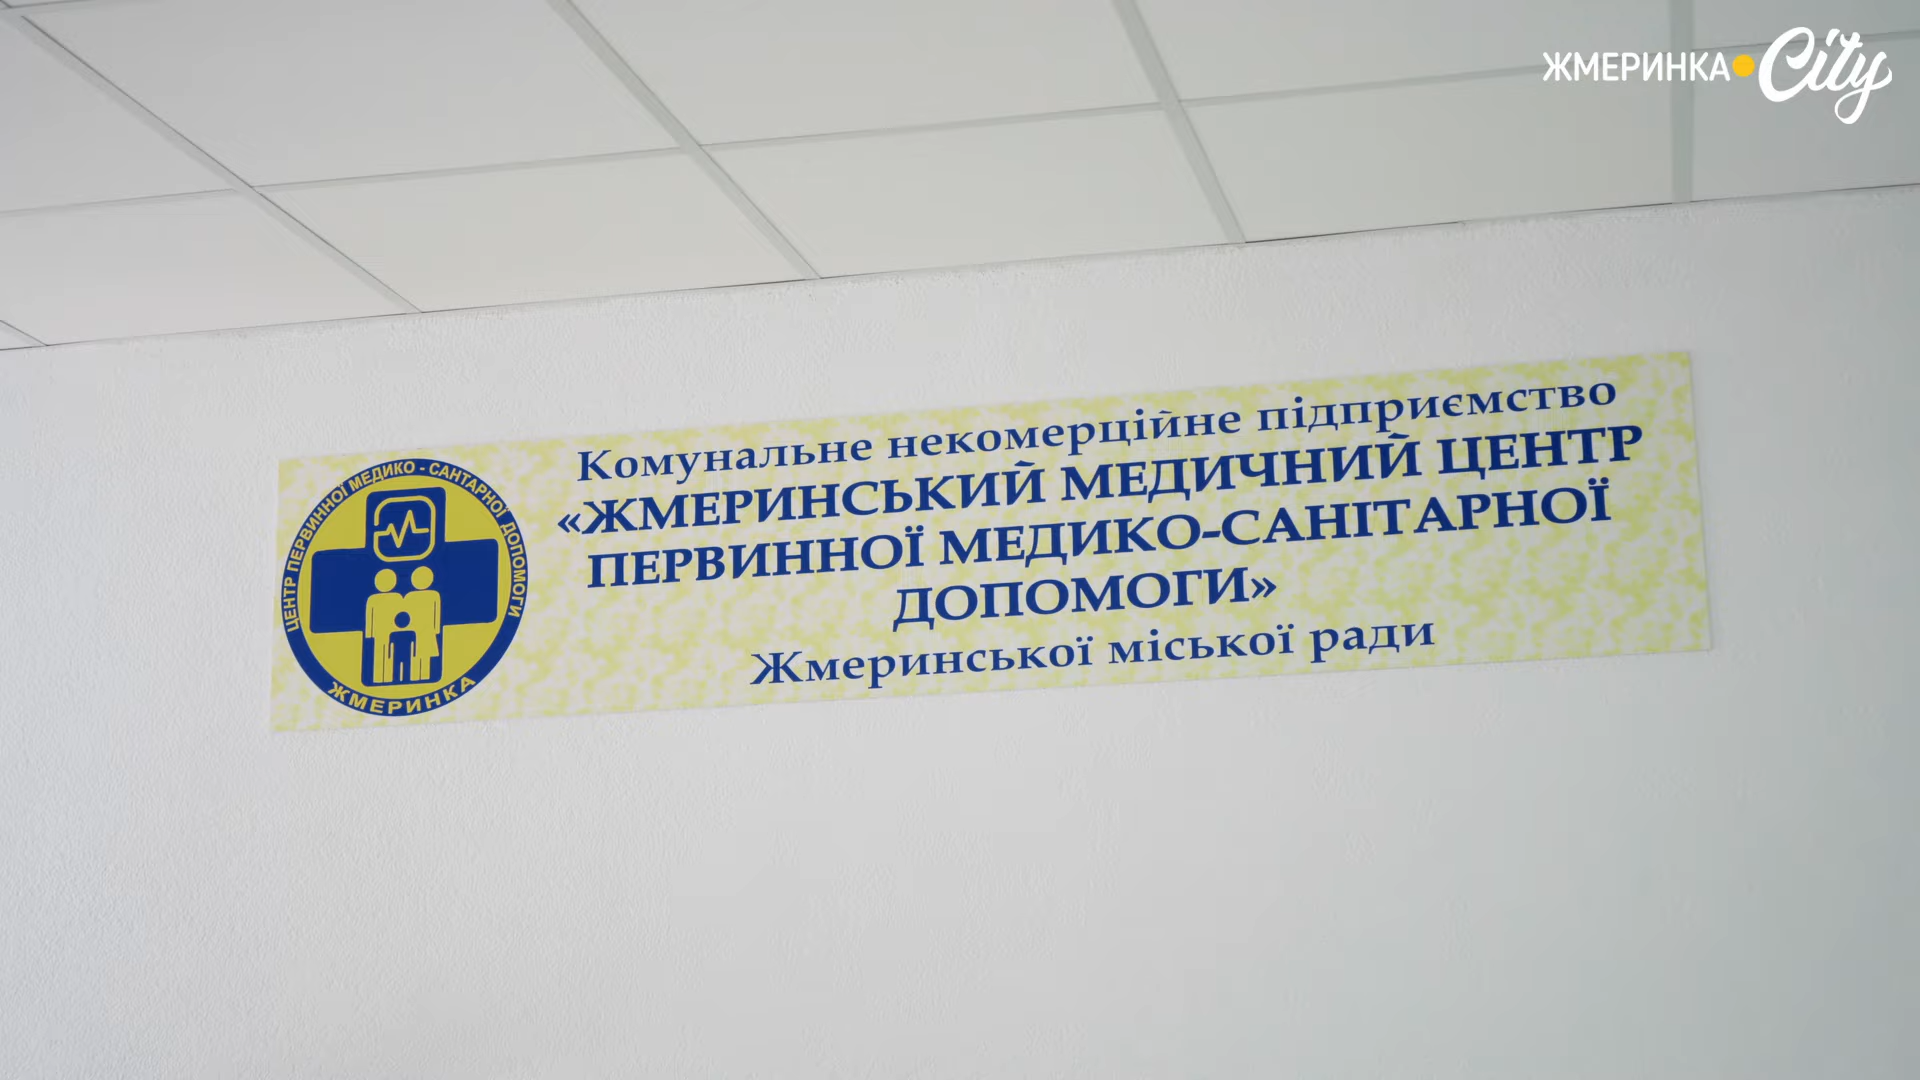 ЖМЕРИНКА City
Комунальне некомерційне підприємство
«ЖМЕРИНСЬКИЙ МЕДИЧНИЙ ЦЕНТР
ПЕРВИННОЇ МЕДИКО-САНІТАРНОЇ
ДОПОМОГИ»
Жмеринської міської ради
ЦЕНТР ПЕРВИННОЇ МЕДИКО - САНТАРНОЇ ДОПОМОГИ
ЖМЕРИНКА